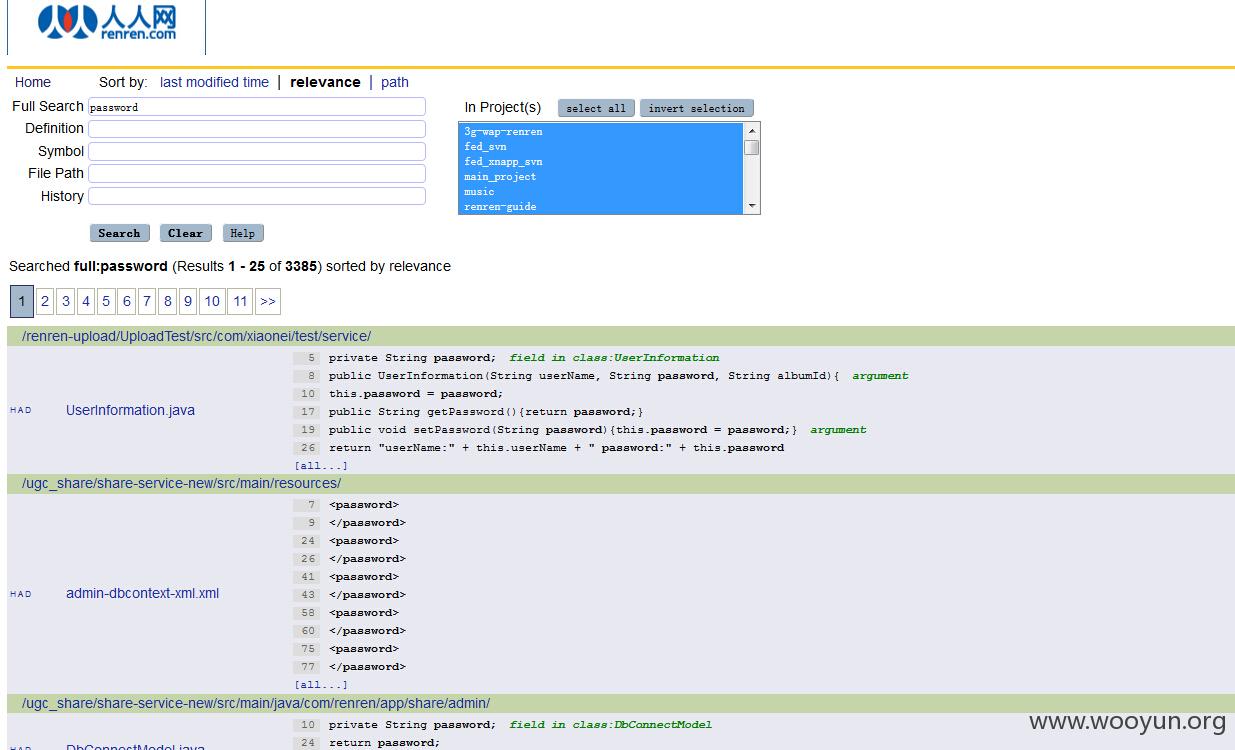 人人网
renren.com
Home Sort by: last modified time | relevance | path
Full Search password In Project(s) select all invert selection
Definition
Symbol
File Path
History
3g-wap-renren
fed_svn
fed_xnapp_svn
main_project
music
renren-guide
Search Clear Help
Searched full:password (Results 1 - 25 of 3385) sorted by relevance
1 2 3 4 5 6 7 8 9 10 11 >>
/renren-upload/UploadTest/src/com/xiaonei/test/service/
H A D UserInformation.java
5 private String password; field in class:UserInformation
8 public UserInformation(String userName, String password, String albumId){ argument
10 this.password = password;
17 public String getPassword(){return password;}
19 public void setPassword(String password){this.password = password;} argument
26 return "userName:" + this.userName + " password:" + this.password
[all...]
/ugc_share/share-service-new/src/main/resources/
H A D admin-dbcontext-xml.xml
7 <password>
9 </password>
24 <password>
26 </password>
41 <password>
43 </password>
58 <password>
60 </password>
75 <password>
77 </password>
[all...]
/ugc_share/share-service-new/src/main/java/com/renren/app/share/admin/
H A D DbConnectModel.java
10 private String password; field in class:DbConnectModel
24 return password;
www.wooyun.org